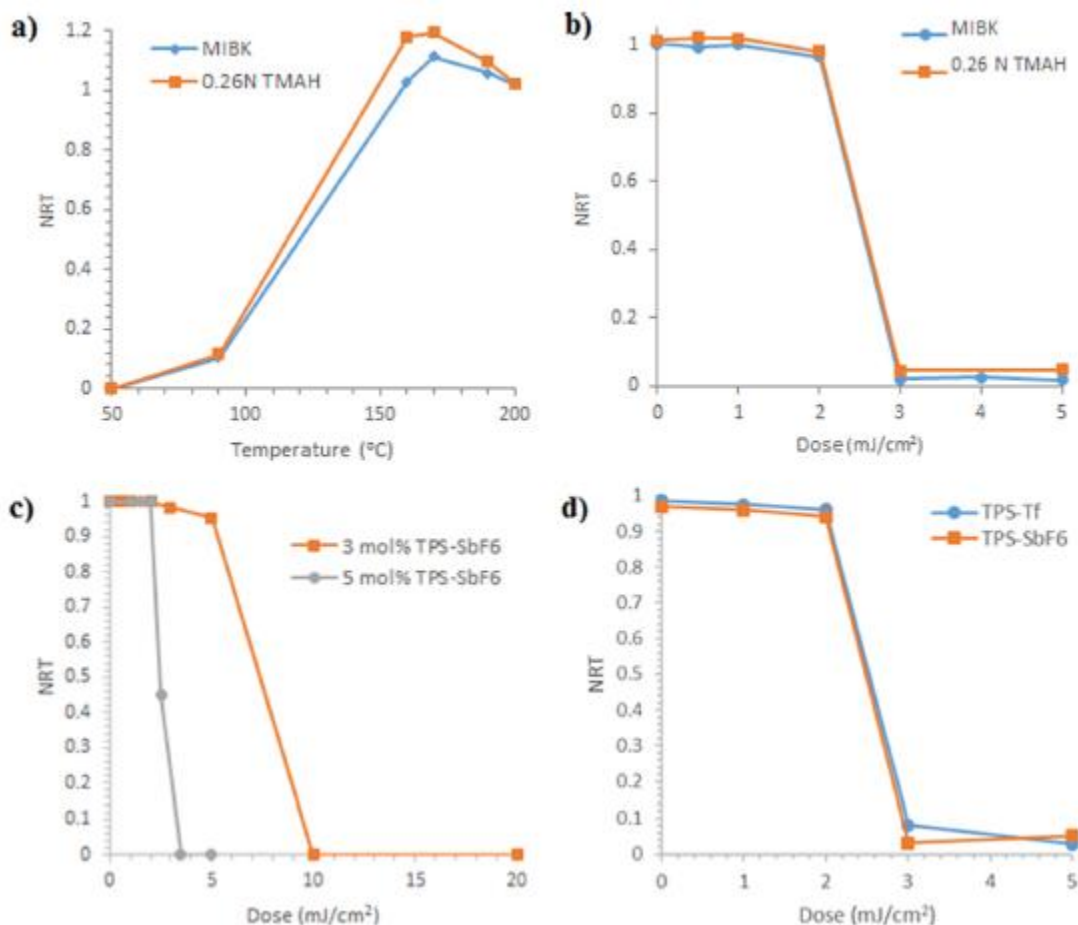 a)
MIBK
0.26N TMAH
NRT
1.2
1
0.8
0.6
0.4
0.2
0
50
100
150
200
Temperature (°C)
b)
MIBK
0.26 N TMAH
NRT
1
0.8
0.6
0.4
0.2
0
0
1
2
3
4
5
Dose (mJ/cm²)
c)
3 mol% TPS-SbF6
5 mol% TPS-SbF6
NRT
1
0.9
0.8
0.7
0.6
0.5
0.4
0.3
0.2
0.1
0
0
5
10
15
20
Dose (mJ/cm²)
d)
TPS-Tf
TPS-SbF6
NRT
1
0.9
0.8
0.7
0.6
0.5
0.4
0.3
0.2
0.1
0
0
1
2
3
4
5
Dose (mJ/cm²)